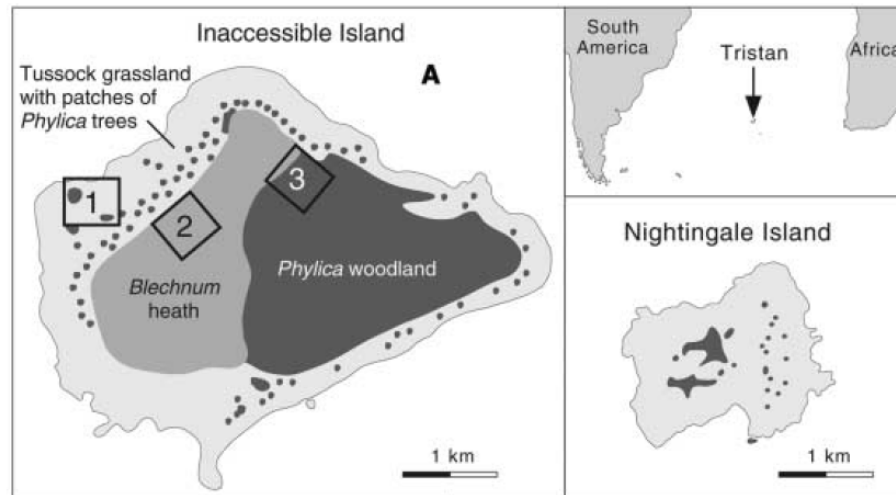 Inaccessible Island
A
Tussock grassland
with patches of
Phylica trees
1
2
3
Blechnum
heath
Phylica woodland
1 km
South
America
Tristan
Africa
Nightingale Island
1 km